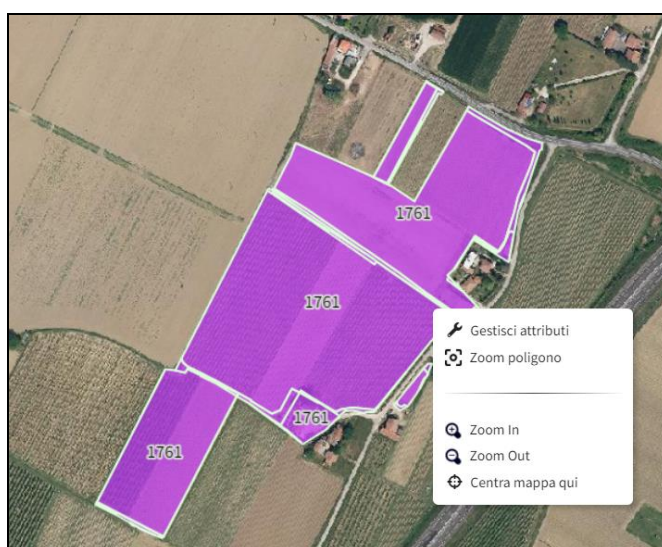 1761
1761
1761
1761
Gestisci attributi
Zoom poligono
Zoom In
Zoom Out
Centra mappa qui